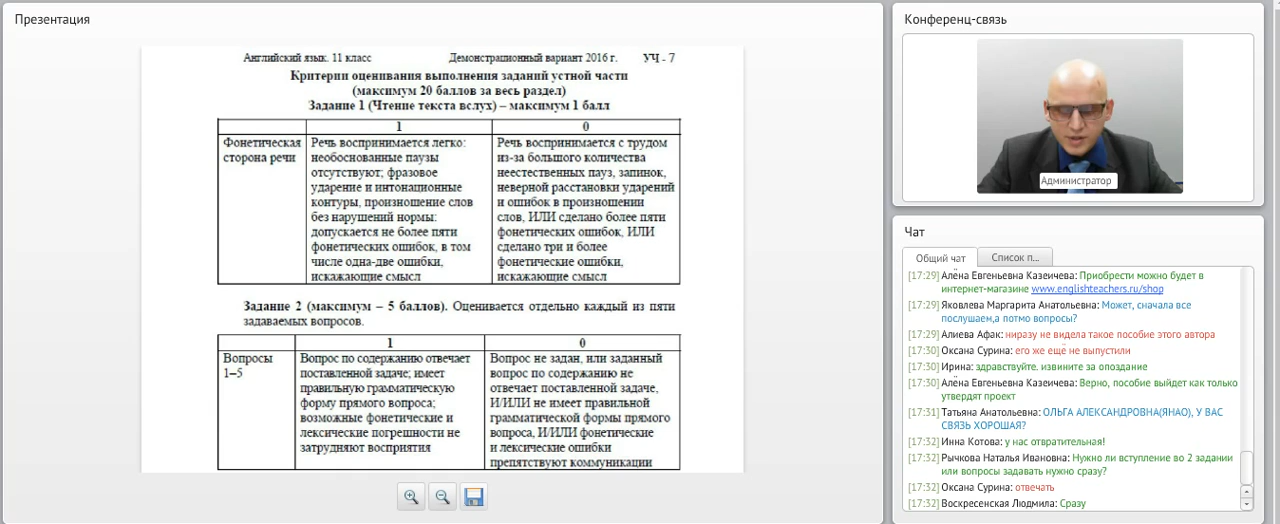 Презентация
Английский язык. 11 класс Демонстрационный вариант 2016 г. УЧ - 7
Критерии оценивания выполнения заданий устной части
(максимум 20 баллов за весь раздел)
Задание 1 (Чтение текста вслух) – максимум 1 балл
1 0
Фонетическая
сторона речи
Речь воспринимается легко:
необоснованные паузы
отсутствуют; фразовое
ударение и интонационные
контуры, произношение слов
без нарушений нормы:
допускается не более пяти
фонетических ошибок, в том
числе одна-две ошибки,
искажающие смысл
Речь воспринимается с трудом
из-за большого количества
неестественных пауз, запинок,
неверной расстановки ударений
и ошибок в произношении
слов, ИЛИ сделано более пяти
фонетических ошибок, ИЛИ
сделано три и более
фонетические ошибки,
искажающие смысл
Задание 2 (максимум – 5 баллов). Оценивается отдельно каждый из пяти
задаваемых вопросов.
1 0
Вопросы
1–5
Вопрос по содержанию отвечает
поставленной задаче; имеет
правильную грамматическую
форму прямого вопроса;
возможные фонетические и
лексические погрешности не
затрудняют восприятия
Вопрос не задан, или заданный
вопрос по содержанию не
отвечает поставленной задаче,
И/ИЛИ не имеет правильной
грамматической формы прямого
вопроса, И/ИЛИ фонетические
и лексические ошибки
препятствуют коммуникации
Конференц-связь
Администратор
Чат
Общий чат Список п...
[17:29] Алёна Евгеньевна Казеичева: Приобрести можно будет в
интернет-магазине www.englishteachers.ru/shop
[17:29] Яковлева Маргарита Анатольевна: Может, сначала все
послушаем,а потмо вопросы?
[17:29] Алиева Афак: ниразу не видела такое пособие этого автора
[17:30] Оксана Сурина: его же ещё не выпустили
[17:30] Ирина: здравствуйте. извините за опоздание
[17:30] Алёна Евгеньевна Казеичева: Верно, пособие выйдет как только
утвердят проект
[17:31] Татьяна Анатольевна: ОЛЬГА АЛЕКСАНДРОВНА(ЯНАО), У ВАС
СВЯЗЬ ХОРОШАЯ?
[17:32] Инна Котова: у нас отвратительная!
[17:32] Рычкова Наталья Ивановна: Нужно ли вступление во 2 задании
или вопросы задавать нужно сразу?
[17:32] Оксана Сурина: отвечать
[17:32] Воскресенская Людмила: Сразу